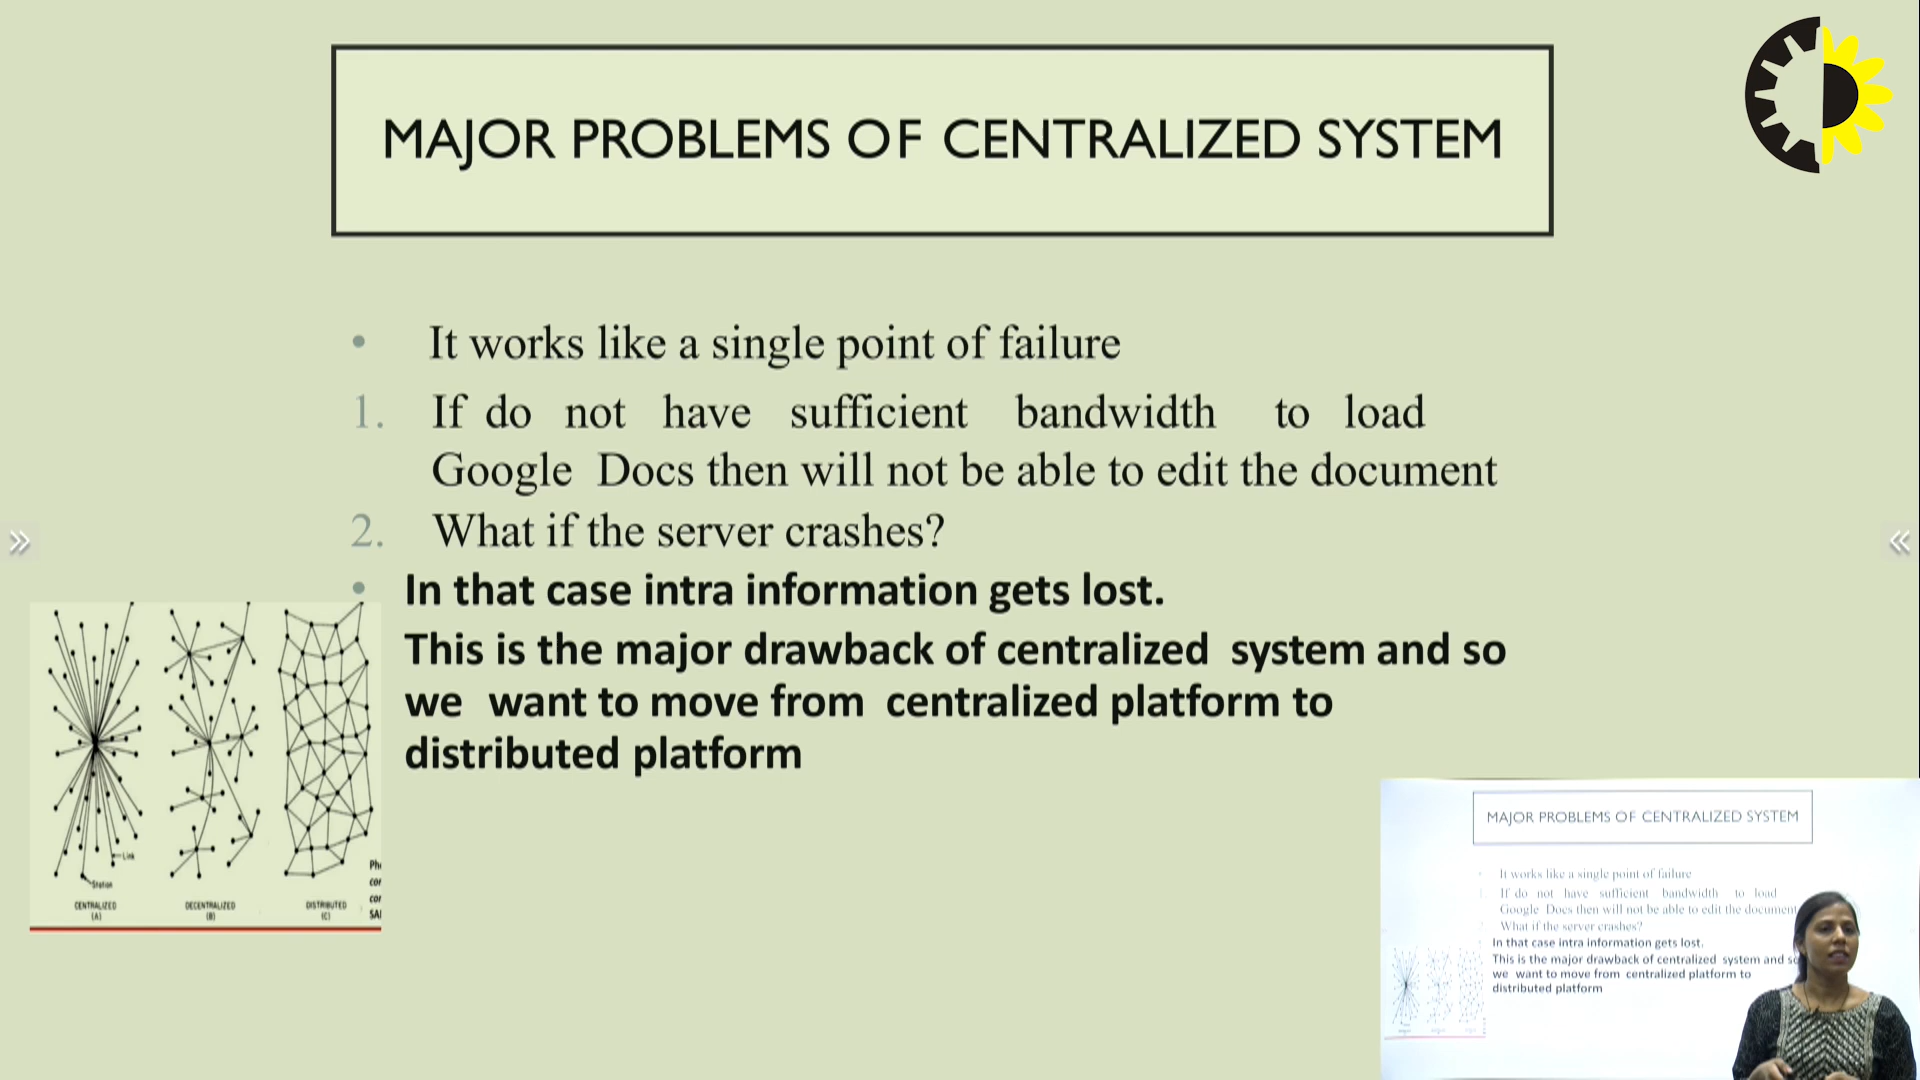 MAJOR PROBLEMS OF CENTRALIZED SYSTEM
• It works like a single point of failure
1. If do not have sufficient bandwidth to load
Google Docs then will not be able to edit the document
2. What if the server crashes?
• In that case intra information gets lost.
This is the major drawback of centralized system and so
we want to move from centralized platform to
distributed platform
Link
Station
CENTRALIZED
(A)
DECENTRALIZED
(B)
DISTRIBUTED
(C)
MAJOR PROBLEMS OF CENTRALIZED SYSTEM
It works like a single point of failure
If do not have sufficient bandwidth to load
Google Docs then will not be able to edit the document
What if the server crashes?
In that case intra information gets lost.
This is the major drawback of centralized system and so
we want to move from centralized platform to
distributed platform